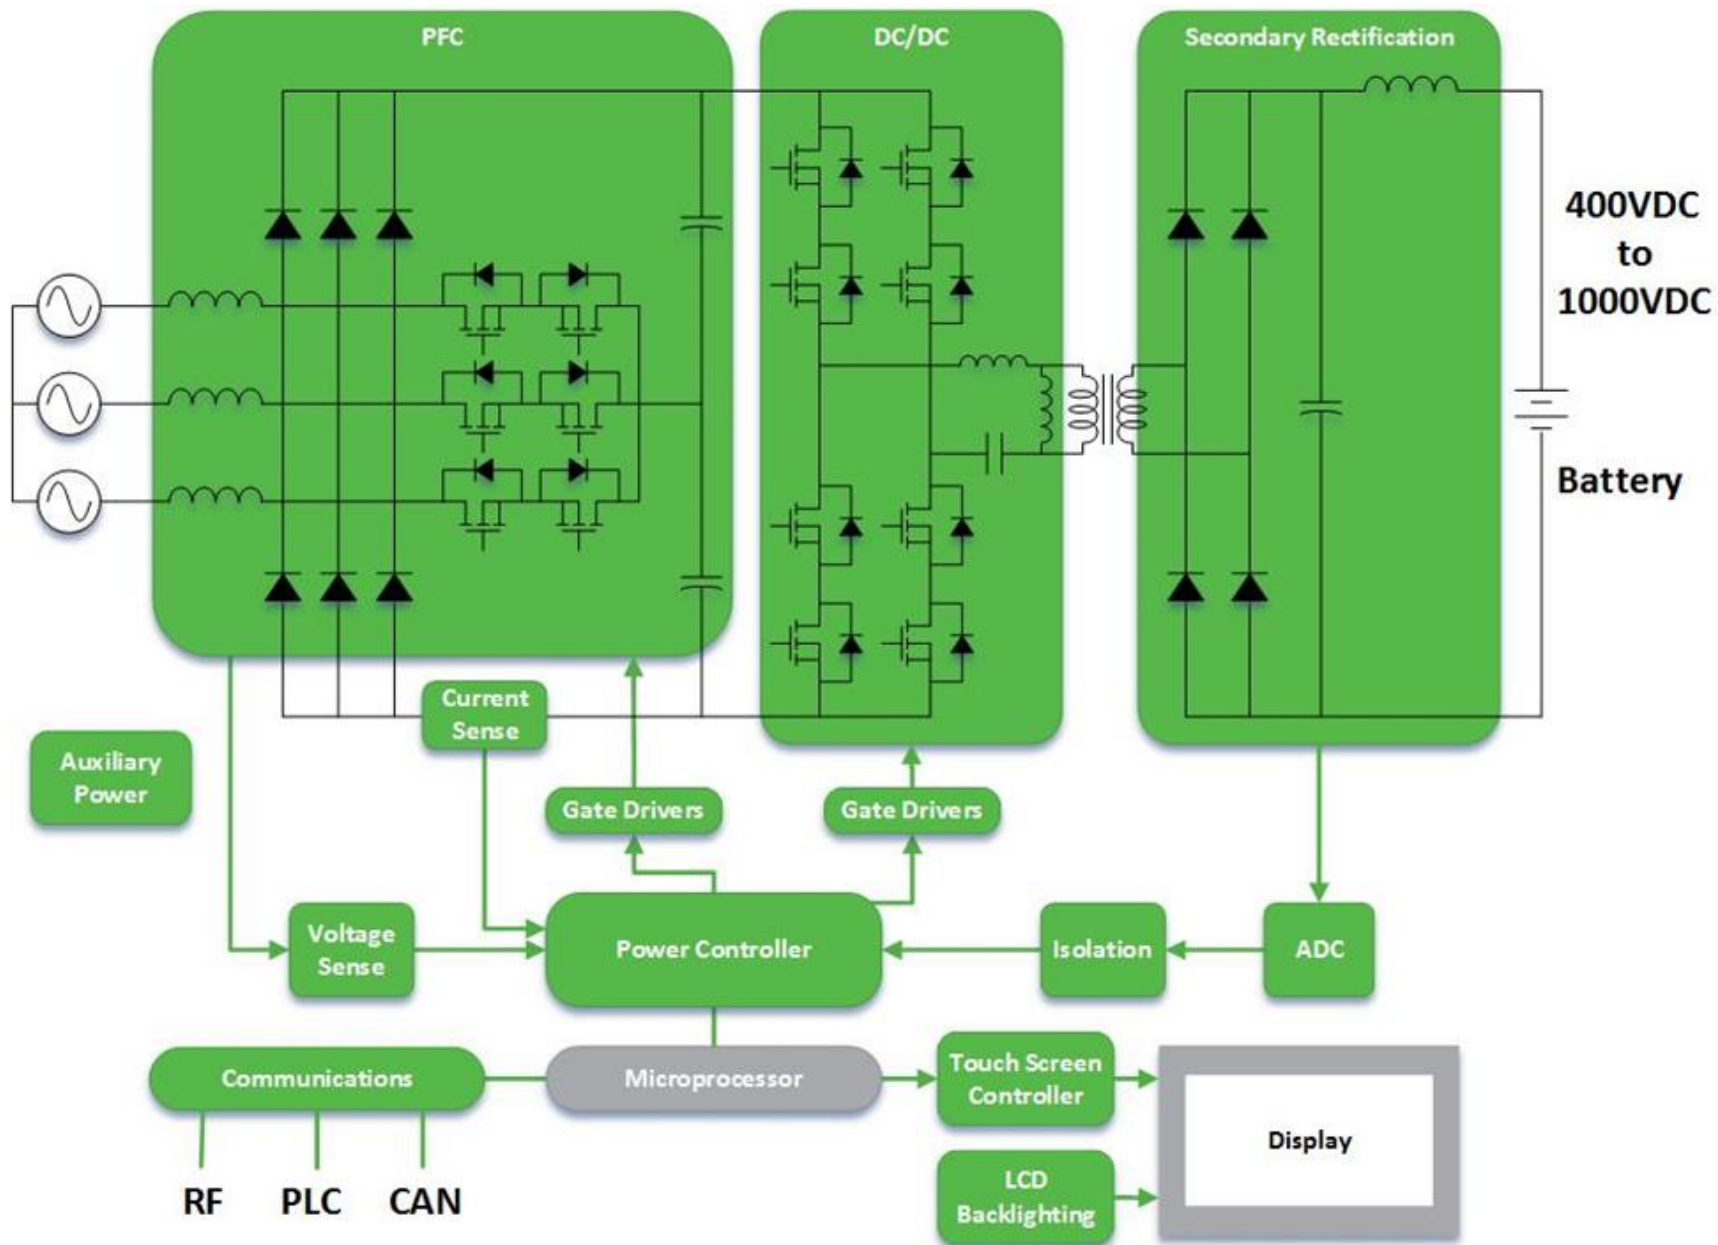 PFC
DC/DC
Secondary Rectification
400VDC
to
1000VDC
Battery
Current
Sense
Auxiliary
Power
Gate Drivers
Gate Drivers
Voltage
Sense
Power Controller
Isolation
ADC
Communications
Microprocessor
Touch Screen
Controller
Display
LCD
Backlighting
RF
PLC
CAN